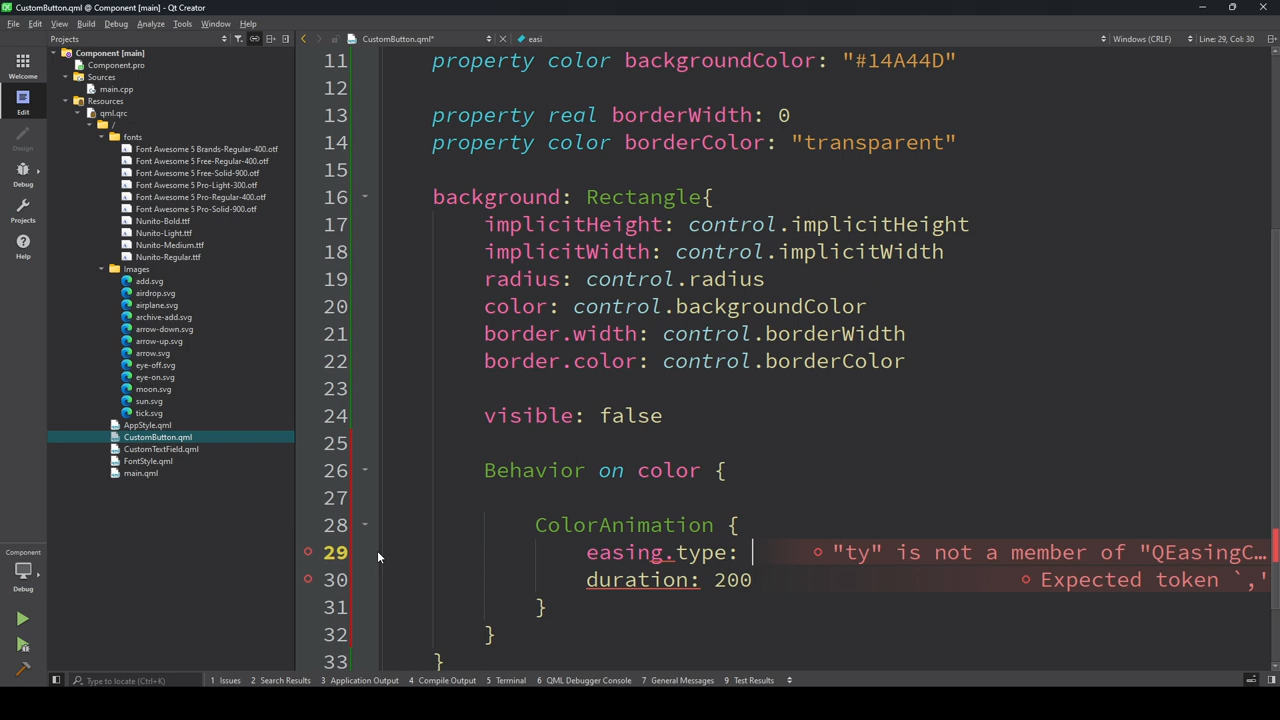 CustomButton.qml @ Component [main] - Qt Creator
File Edit View Build Debug Analyze Tools Window Help
Projects
CustomButton.qml*
easi
Windows (CRLF)
Line: 29, Col: 30
Welcome
Edit
Design
Debug
Projects
Help
Component
Debug
Component [main]
Component.pro
Sources
main.cpp
Resources
qml.qrc
/
fonts
Font Awesome 5 Brands-Regular-400.otf
Font Awesome 5 Free-Regular-400.otf
Font Awesome 5 Free-Solid-900.otf
Font Awesome 5 Pro-Light-300.otf
Font Awesome 5 Pro-Regular-400.otf
Font Awesome 5 Pro-Solid-900.otf
Nunito-Bold.ttf
Nunito-Light.ttf
Nunito-Medium.ttf
Nunito-Regular.ttf
Images
add.svg
airdrop.svg
airplane.svg
archive-add.svg
arrow-down.svg
arrow-up.svg
arrow.svg
eye-off.svg
eye-on.svg
moon.svg
sun.svg
tick.svg
AppStyle.qml
CustomButton.qml
CustomTextField.qml
FontStyle.qml
main.qml
11 property color backgroundColor: "#14A44D"
12
13 property real borderWidth: 0
14 property color borderColor: "transparent"
15
16 background: Rectangle{
17 implicitHeight: control.implicitHeight
18 implicitWidth: control.implicitWidth
19 radius: control.radius
20 color: control.backgroundColor
21 border.width: control.borderWidth
22 border.color: control.borderColor
23
24 visible: false
25
26 Behavior on color {
27
28 ColorAnimation {
29 easing.type: "ty" is not a member of "QEasingC…
30 duration: 200 Expected token `,'
31 }
32 }
33 }
Type to locate (Ctrl+K)
1 Issues 2 Search Results 3 Application Output 4 Compile Output 5 Terminal 6 QML Debugger Console 7 General Messages 9 Test Results